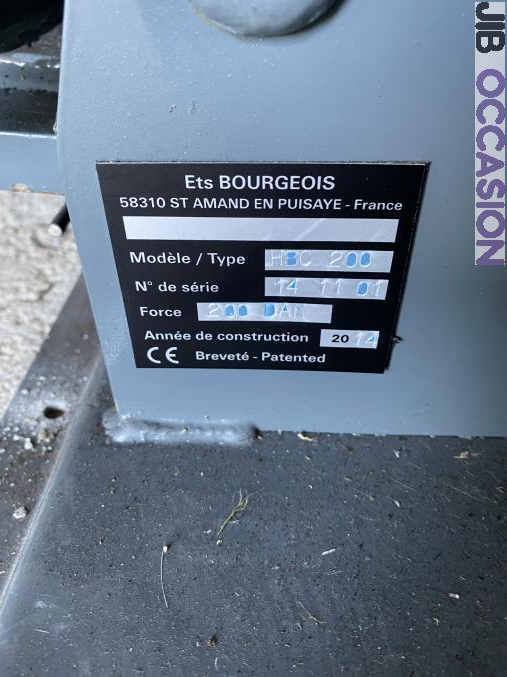 Ets BOURGEOIS
58310 ST AMAND EN PUISAYE - France
Modèle / Type HBC 200
N° de série 14 11 01
Force 200 DAN
Année de construction 2014
CE Breveté - Patented
JIB OCCASION